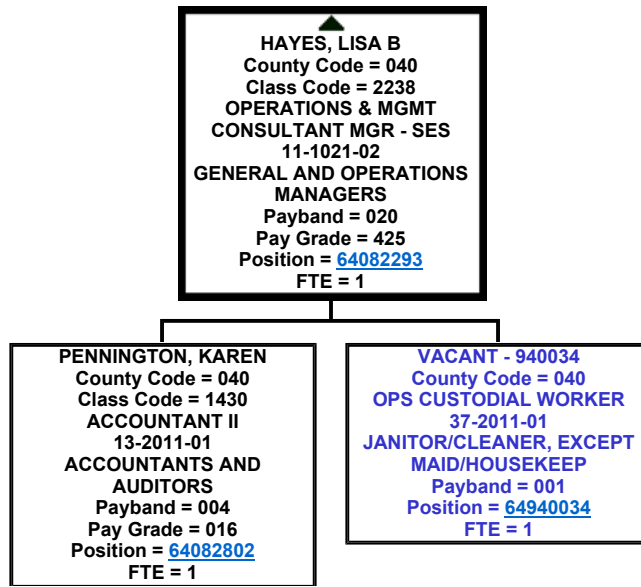 HAYES, LISA B
County Code = 040
Class Code = 2238
OPERATIONS & MGMT
CONSULTANT MGR - SES
11-1021-02
GENERAL AND OPERATIONS
MANAGERS
Payband = 020
Pay Grade = 425
Position = 64082293
FTE = 1
PENNINGTON, KAREN
County Code = 040
Class Code = 1430
ACCOUNTANT II
13-2011-01
ACCOUNTANTS AND
AUDITORS
Payband = 004
Pay Grade = 016
Position = 64082802
FTE = 1
VACANT - 940034
County Code = 040
OPS CUSTODIAL WORKER
37-2011-01
JANITOR/CLEANER, EXCEPT
MAID/HOUSEKEEP
Payband = 001
Position = 64940034
FTE = 1